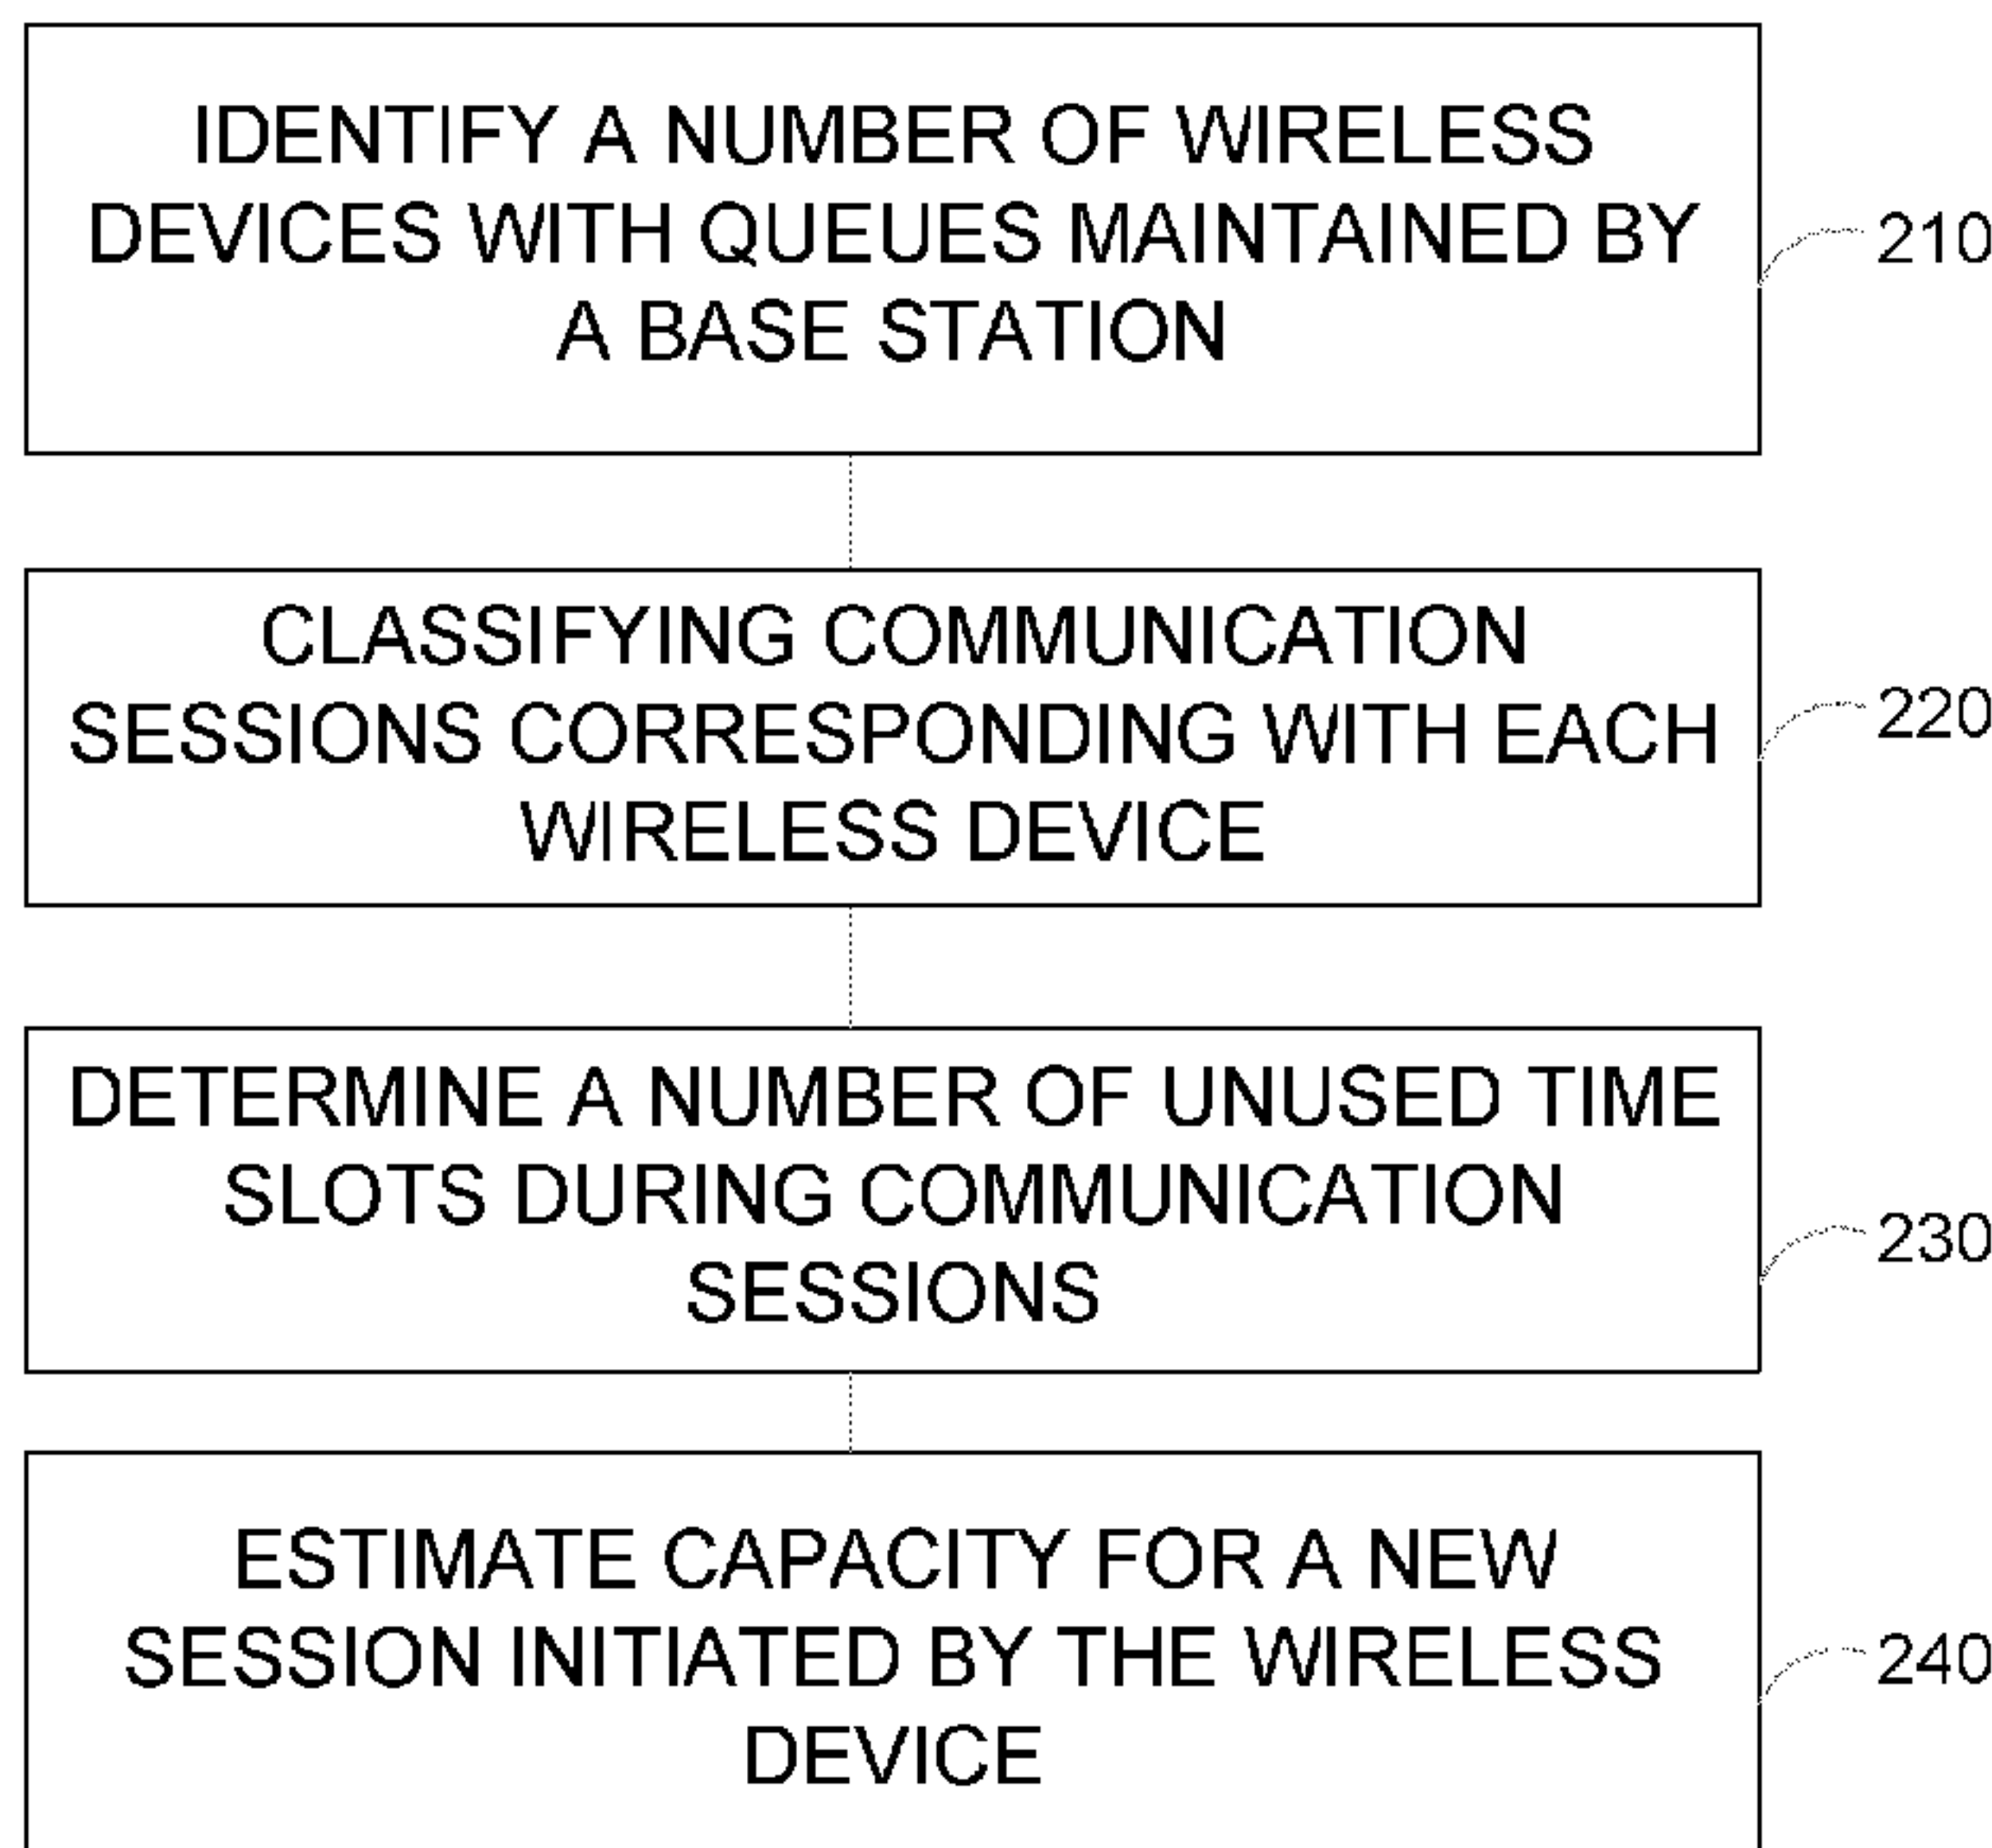 IDENTIFY A NUMBER OF WIRELESS
DEVICES WITH QUEUES MAINTAINED BY
A BASE STATION
210
CLASSIFYING COMMUNICATION
SESSIONS CORRESPONDING WITH EACH
WIRELESS DEVICE
220
DETERMINE A NUMBER OF UNUSED TIME
SLOTS DURING COMMUNICATION
SESSIONS
230
ESTIMATE CAPACITY FOR A NEW
SESSION INITIATED BY THE WIRELESS
DEVICE
240